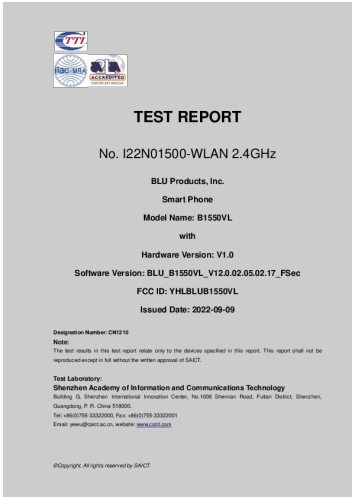 CTTL
ilac-MRA
A2LA
ACCREDITED
TEST REPORT
No. I22N01500-WLAN 2.4GHz
BLU Products, Inc.
Smart Phone
Model Name: B1550VL
with
Hardware Version: V1.0
Software Version: BLU_B1550VL_V12.0.02.05.02.17_FSec
FCC ID: YHLBLUB1550VL
Issued Date: 2022-09-09
Designation Number: CN1210
Note:
The test results in this test report relate only to the devices specified in this report. This report shall not be
reproduced except in full without the written approval of SAICT.
Test Laboratory:
Shenzhen Academy of Information and Communications Technology
Building G, Shenzhen International Innovation Center, No.1006 Shennan Road, Futian District, Shenzhen,
Guangdong, P. R. China 518000.
Tel: +86(0)755-33322000, Fax: +86(0)755-33322001
Email: yewu@caict.ac.cn, website: www.cszit.com
©Copyright. All rights reserved by SAICT.